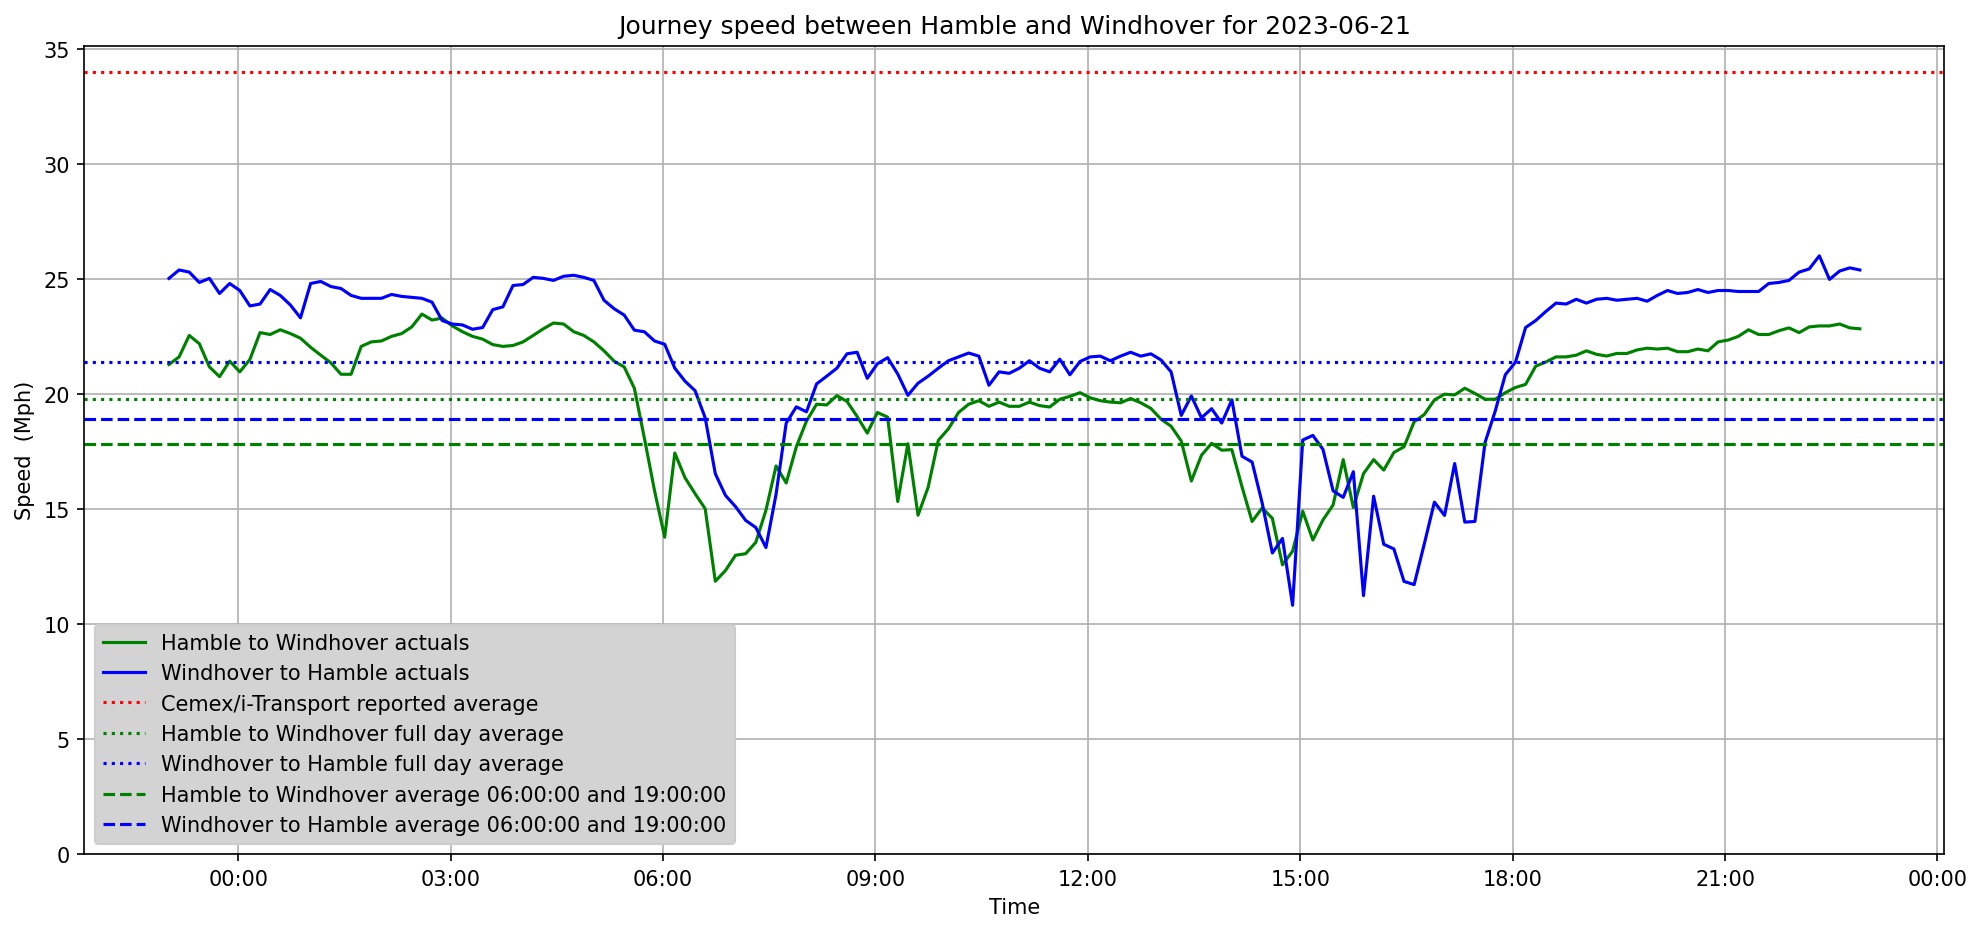 Journey speed between Hamble and Windhover for 2023-06-21
35
30
25
20
15
10
5
0
Speed (Mph)
Hamble to Windhover actuals
Windhover to Hamble actuals
Cemex/i-Transport reported average
Hamble to Windhover full day average
Windhover to Hamble full day average
Hamble to Windhover average 06:00:00 and 19:00:00
Windhover to Hamble average 06:00:00 and 19:00:00
00:00 03:00 06:00 09:00 12:00 15:00 18:00 21:00 00:00
Time